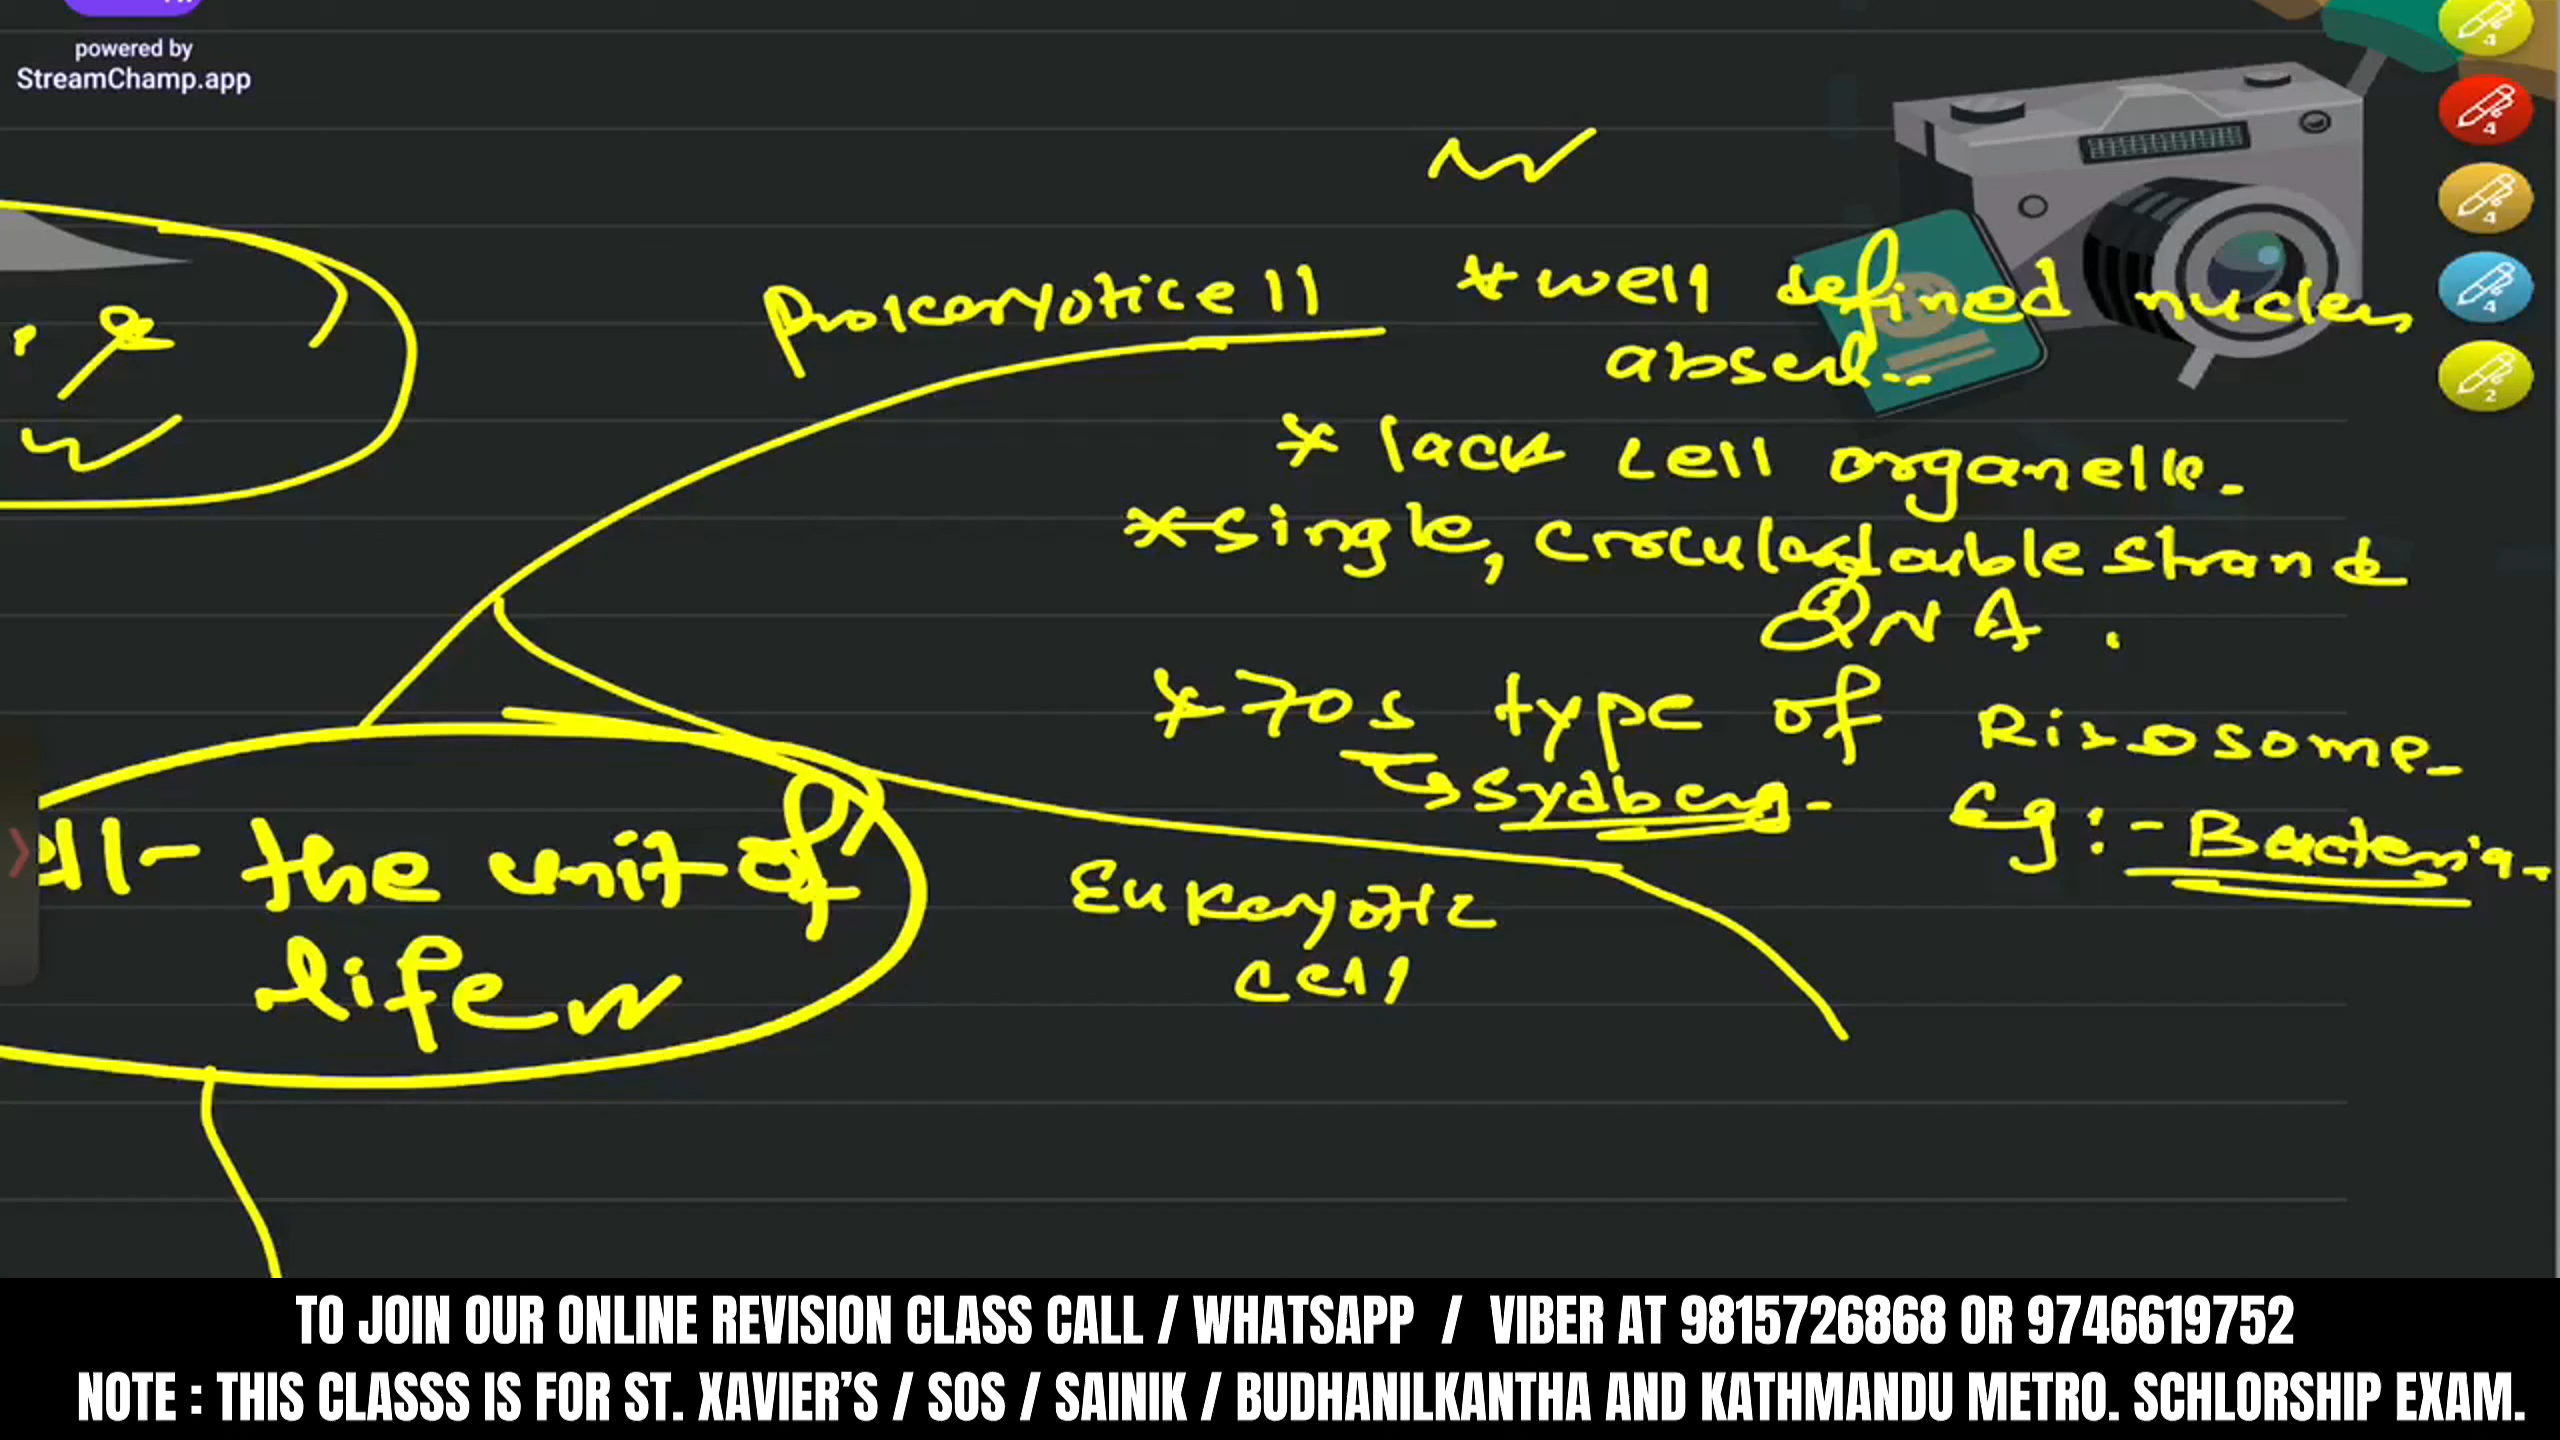 powered by
StreamChamp.app
Prokaryotic cell
* well defined nucleus
absent..
* lack cell organelle.
* single, circular double strand
DNA.
* 70s type of Ribosome.
→ Sydberg.
Eg:- Bacteria.
ell- the unit of
life
Eukaryotic
cell
TO JOIN OUR ONLINE REVISION CLASS CALL / WHATSAPP / VIBER AT 9815726868 OR 9746619752
NOTE : THIS CLASSS IS FOR ST. XAVIER'S / SOS / SAINIK / BUDHANILKANTHA AND KATHMANDU METRO. SCHLORSHIP EXAM.